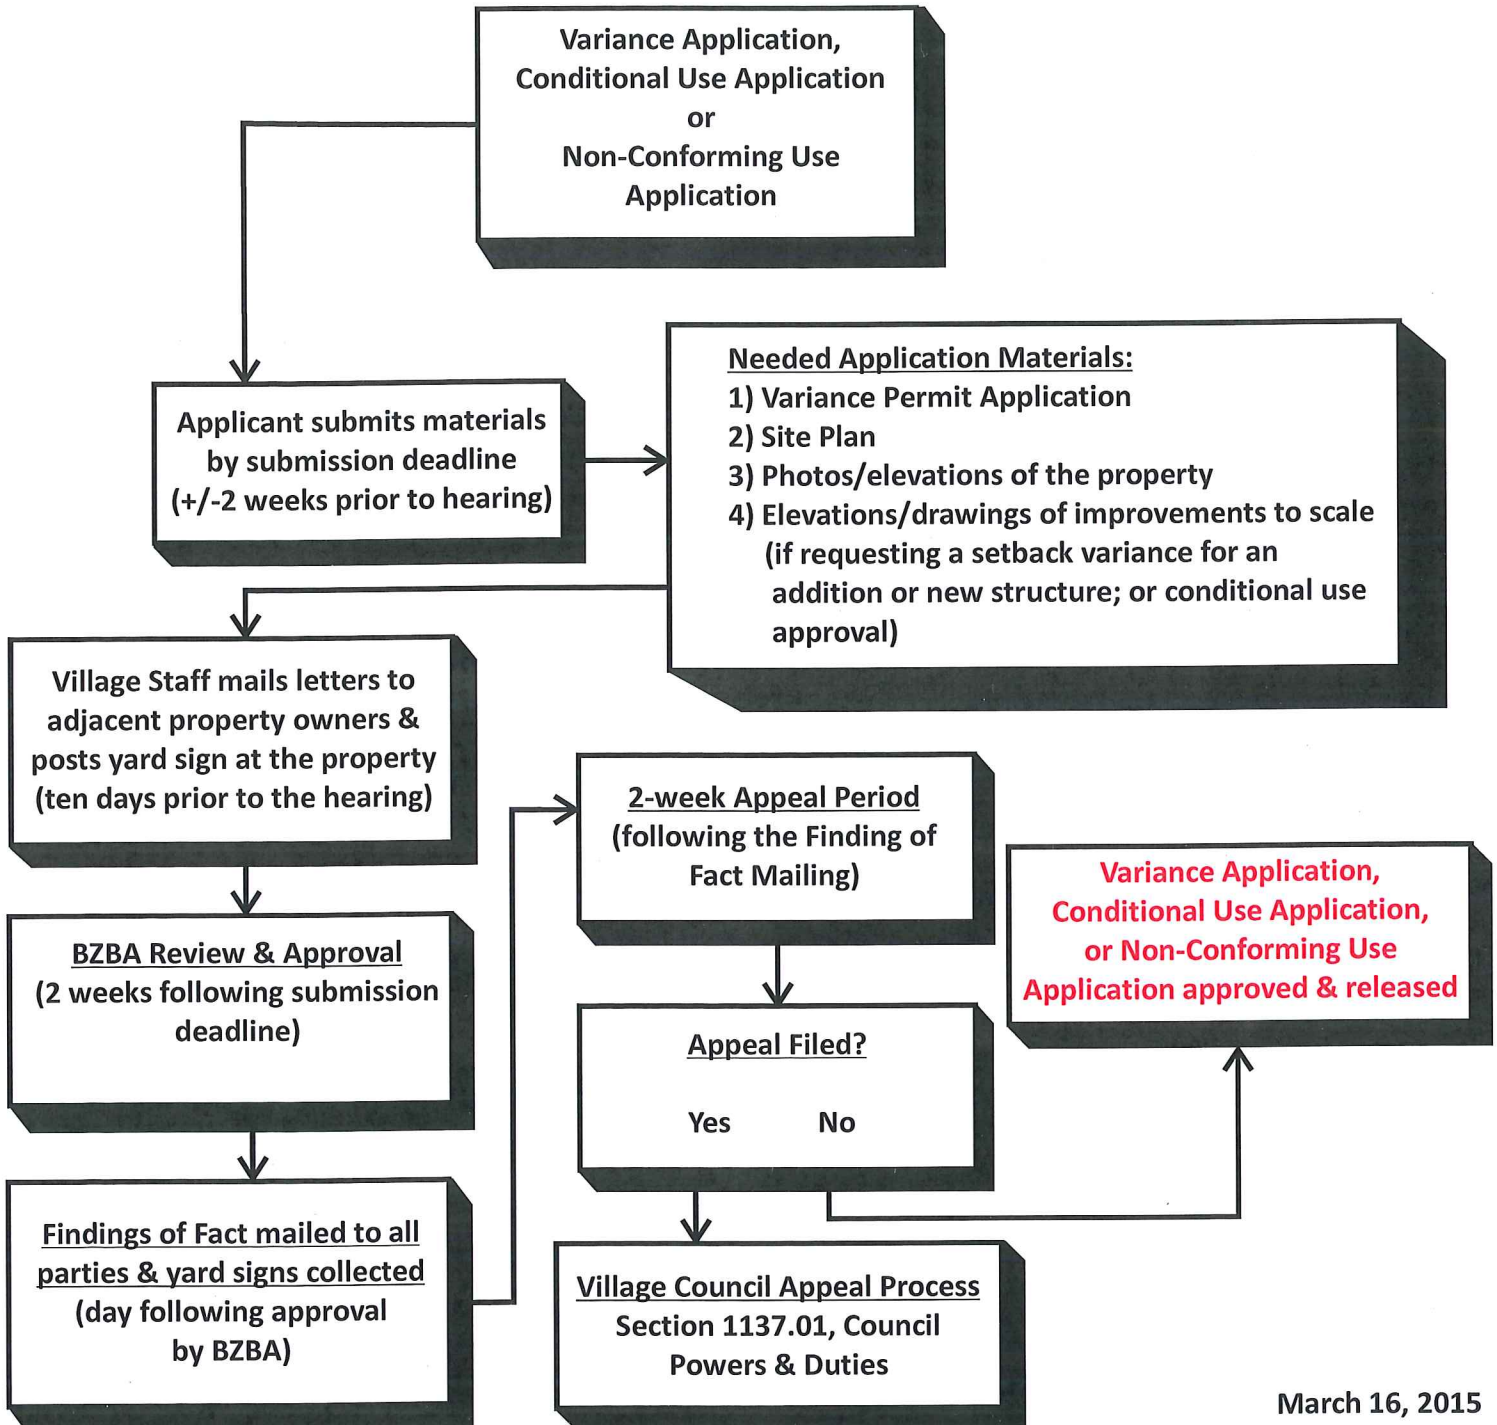 Variance Application,
Conditional Use Application
or
Non-Conforming Use
Application
Applicant submits materials
by submission deadline
(+/-2 weeks prior to hearing)
Needed Application Materials:
1) Variance Permit Application
2) Site Plan
3) Photos/elevations of the property
4) Elevations/drawings of improvements to scale
(if requesting a setback variance for an
addition or new structure; or conditional use
approval)
Village Staff mails letters to
adjacent property owners &
posts yard sign at the property
(ten days prior to the hearing)
BZBA Review & Approval
(2 weeks following submission
deadline)
Findings of Fact mailed to all
parties & yard signs collected
(day following approval
by BZBA)
2-week Appeal Period
(following the Finding of
Fact Mailing)
Appeal Filed?
Yes No
Village Council Appeal Process
Section 1137.01, Council
Powers & Duties
Variance Application,
Conditional Use Application,
or Non-Conforming Use
Application approved & released
March 16, 2015